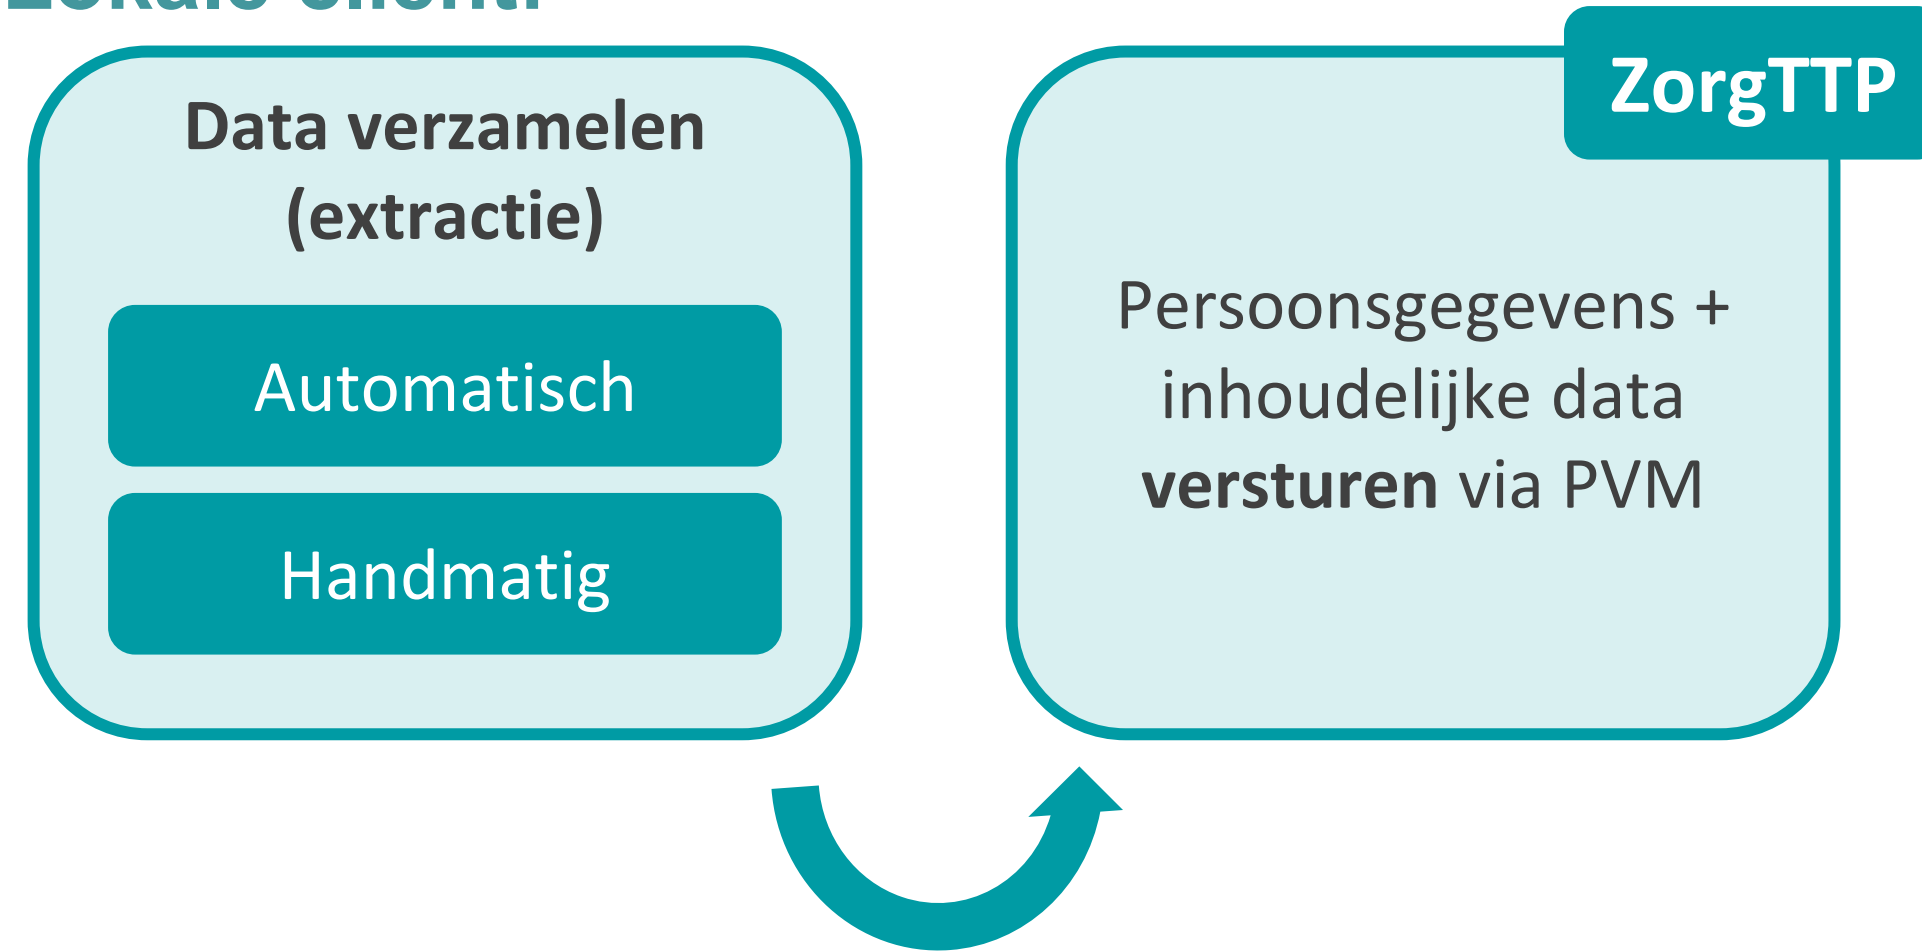 Data verzamelen
(extractie)
Automatisch
Handmatig
ZorgTTP
Persoonsgegevens +
inhoudelijke data
versturen via PVM